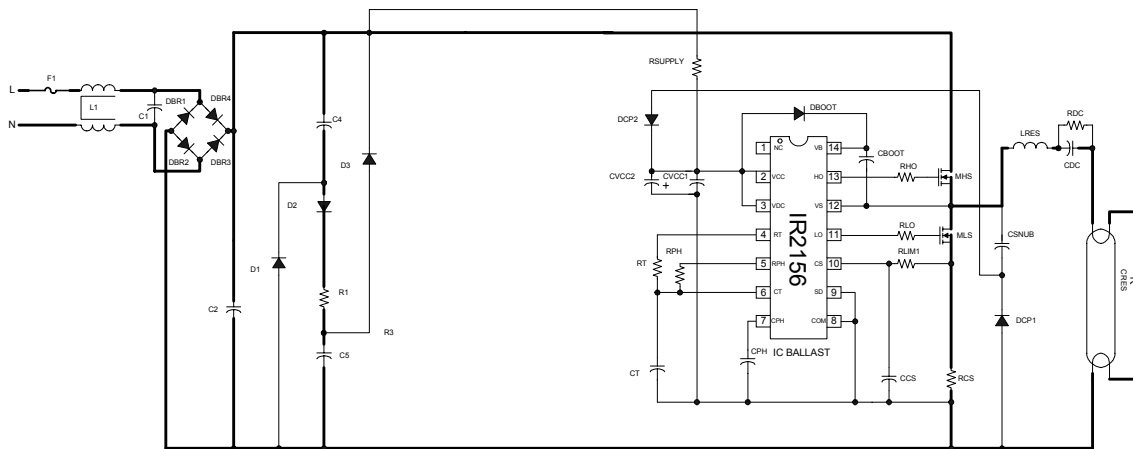 L
F1
L1
N
C1
DBR1
DBR4
DBR2
DBR3
C2
D1
C4
D2
R1
C5
D3
R3
RSUPPLY
DCP2
DBOOT
CVCC2
CVCC1
+
CBOOT
1
NC
VB
14
2
VCC
HO
13
3
VDC
VS
12
4
RT
LO
11
5
RPH
CS
10
6
CT
SD
9
7
CPH
COM
8
IR2156
IC BALLAST
RT
RPH
CT
CPH
RHO
MHS
RLO
MLS
RLIM1
CCS
RCS
LRES
RDC
CDC
CSNUB
DCP1
CRES